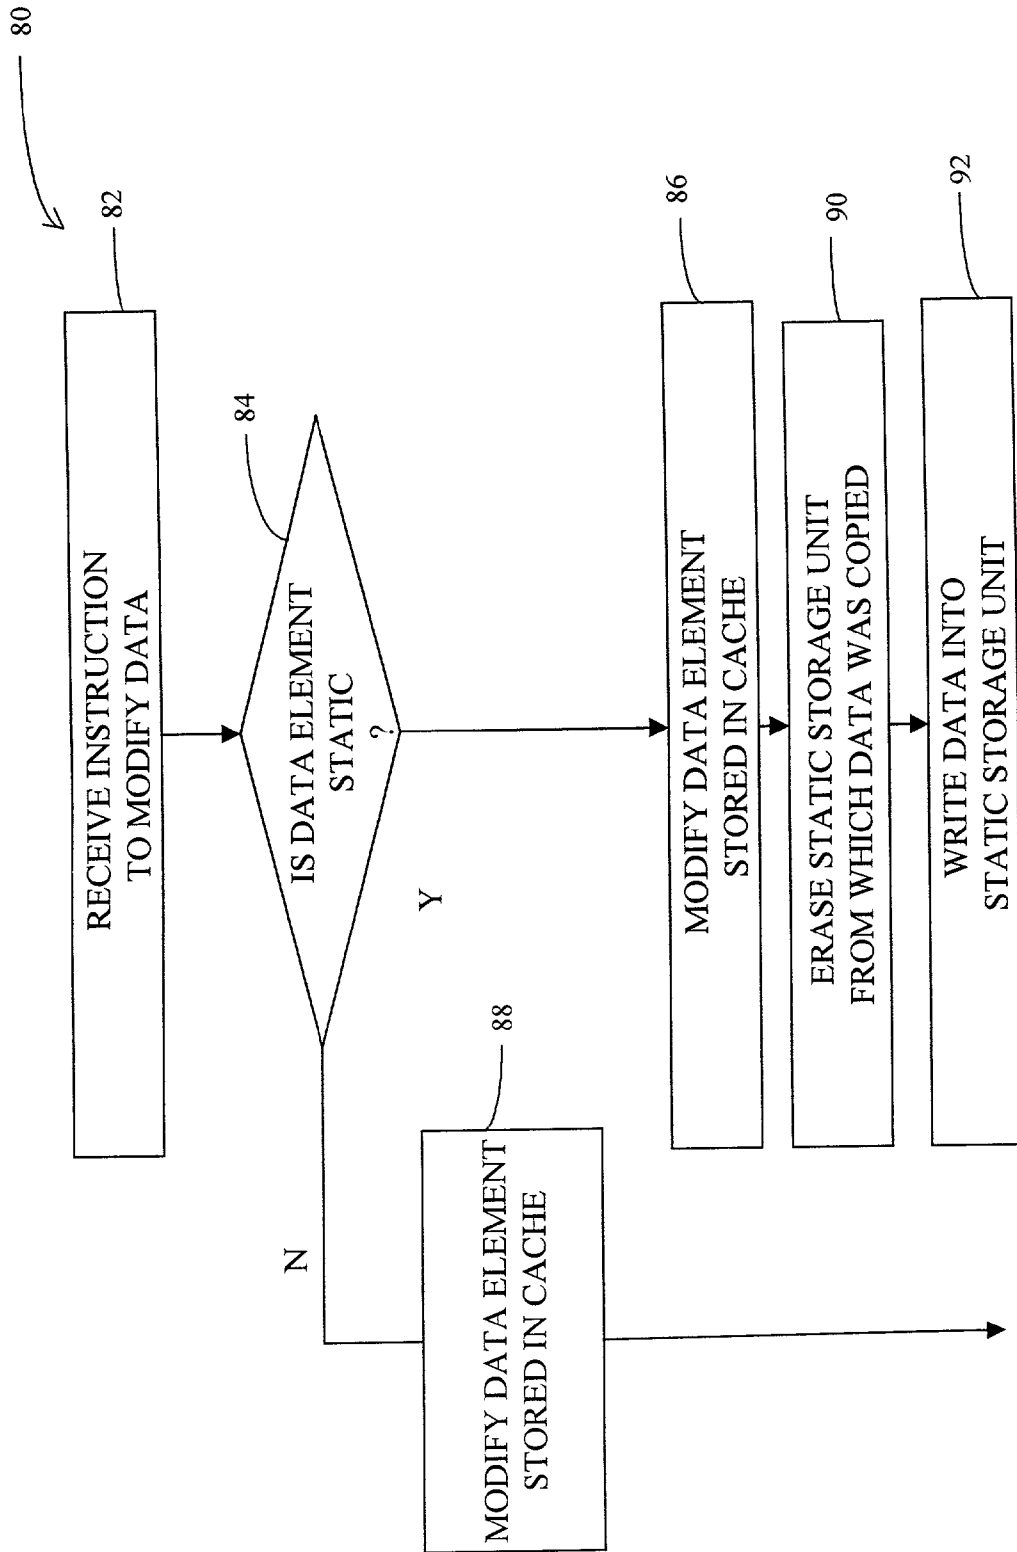 80
RECEIVE INSTRUCTION
TO MODIFY DATA
82
IS DATA ELEMENT
STATIC
?
84
N
Y
MODIFY DATA ELEMENT
STORED IN CACHE
88
MODIFY DATA ELEMENT
STORED IN CACHE
86
ERASE STATIC STORAGE UNIT
FROM WHICH DATA WAS COPIED
90
WRITE DATA INTO
STATIC STORAGE UNIT
92